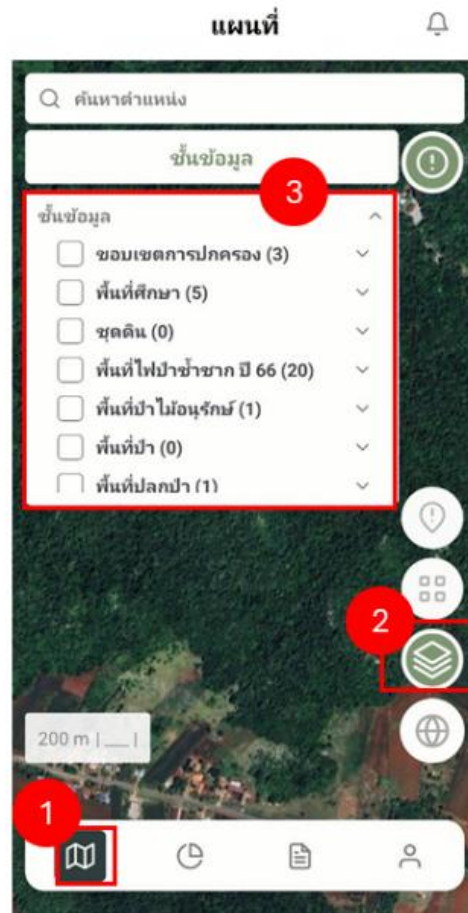 แผนที่
ค้นหาตำแหน่ง
ชั้นข้อมูล
3
ชั้นข้อมูล
ขอบเขตการปกครอง (3)
พื้นที่ศึกษา (5)
ชุดดิน (0)
พื้นที่ไฟป่าซ้ำซาก ปี 66 (20)
พื้นที่ป่าไม้อนุรักษ์ (1)
พื้นที่ป่า (0)
พื้นที่ปลูกป่า (1)
2
200 m |___|
1